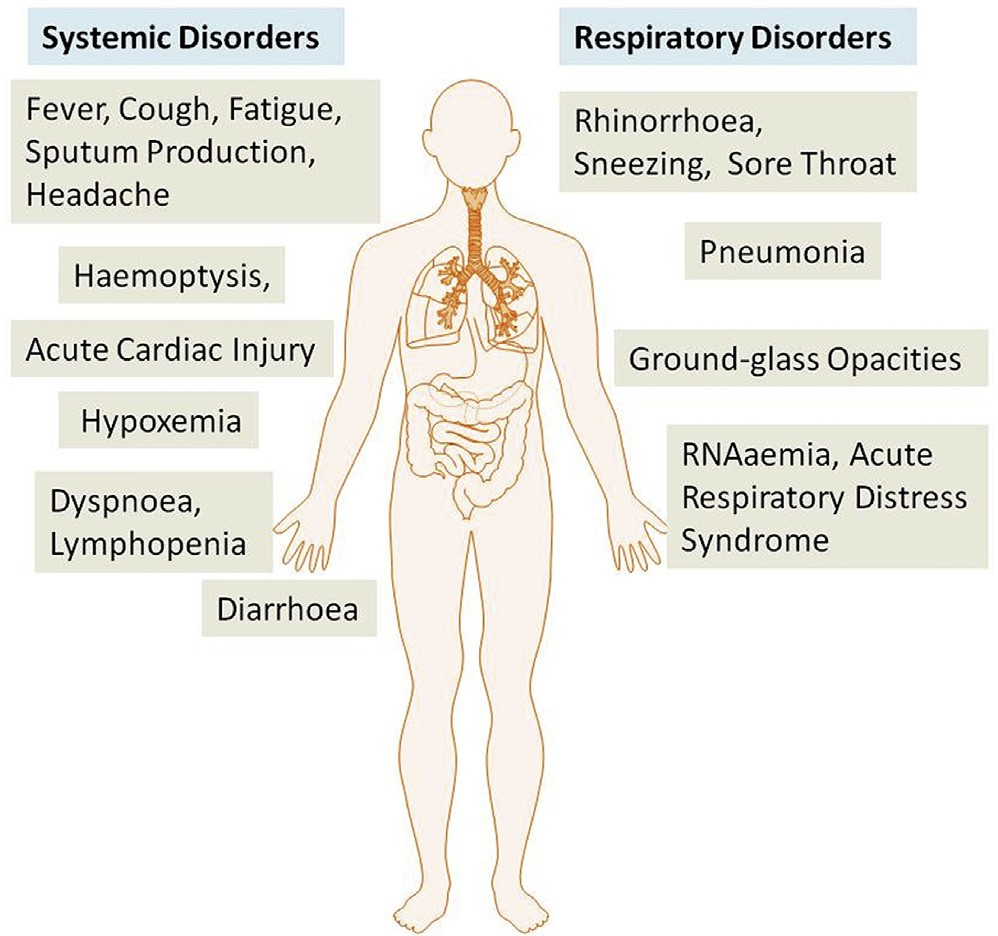 Systemic Disorders
Fever, Cough, Fatigue,
Sputum Production,
Headache
Haemoptysis,
Acute Cardiac Injury
Hypoxemia
Dyspnoea,
Lymphopenia
Diarrhoea
Respiratory Disorders
Rhinorrhoea,
Sneezing, Sore Throat
Pneumonia
Ground-glass Opacities
RNAaemia, Acute
Respiratory Distress
Syndrome